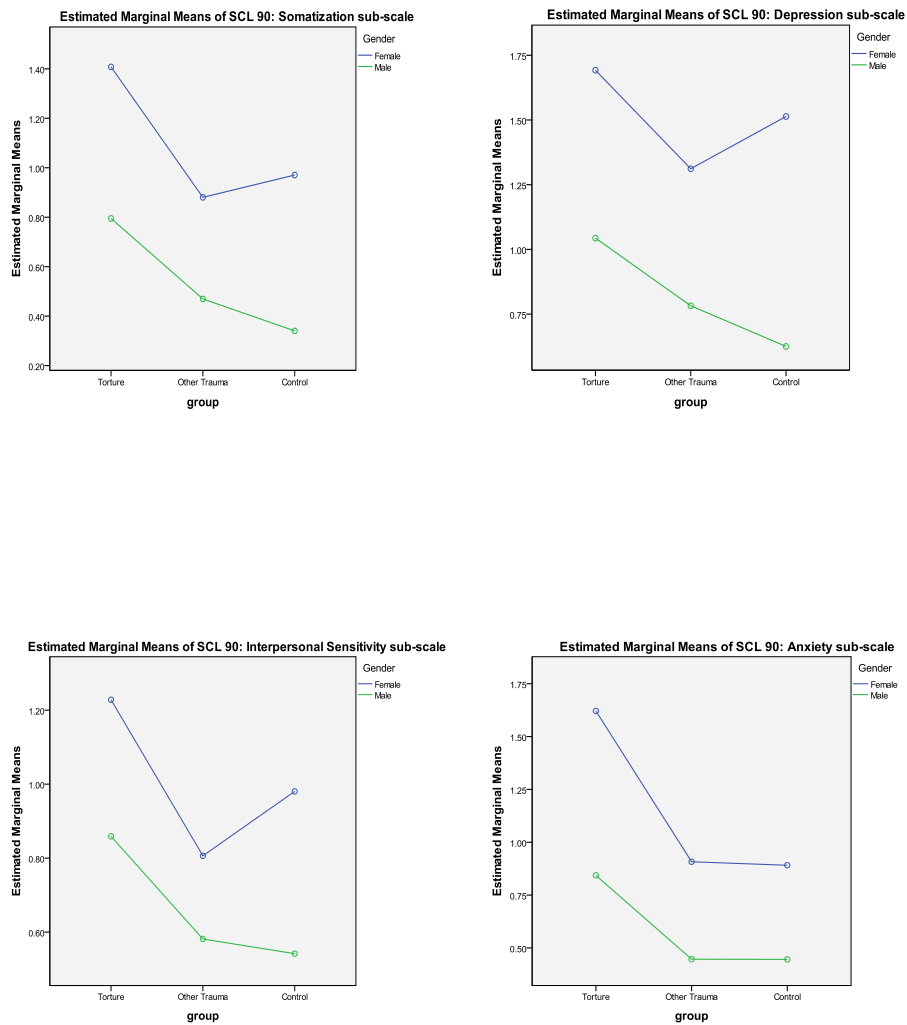 Estimated Marginal Means of SCL 90: Somatization sub-scale
Gender
Female
Male
Estimated Marginal Means
1.40
1.20
1.00
0.80
0.60
0.40
0.20
Torture Other Trauma Control
group
Estimated Marginal Means of SCL 90: Depression sub-scale
Gender
Female
Male
Estimated Marginal Means
1.75
1.50
1.25
1.00
0.75
Torture Other Trauma Control
group
Estimated Marginal Means of SCL 90: Interpersonal Sensitivity sub-scale
Gender
Female
Male
Estimated Marginal Means
1.20
1.00
0.80
0.60
Torture Other Trauma Control
group
Estimated Marginal Means of SCL 90: Anxiety sub-scale
Gender
Female
Male
Estimated Marginal Means
1.75
1.50
1.25
1.00
0.75
0.50
Torture Other Trauma Control
group